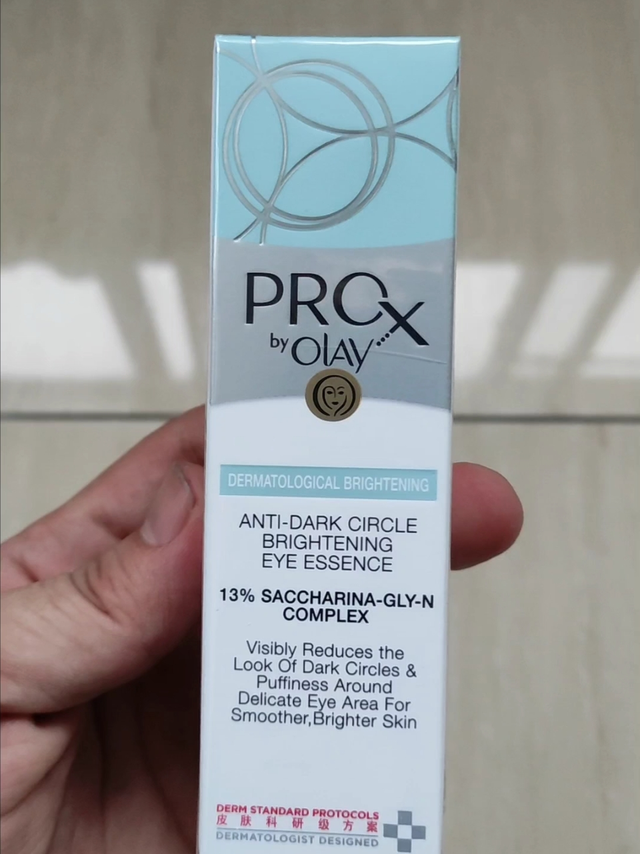 PROX
by OLAY
DERMATOLOGICAL BRIGHTENING
ANTI-DARK CIRCLE
BRIGHTENING
EYE ESSENCE
13% SACCHARINA-GLY-N
COMPLEX
Visibly Reduces the
Look Of Dark Circles &
Puffiness Around
Delicate Eye Area For
Smoother,Brighter Skin
DERM STANDARD PROTOCOLS
皮肤科研级方案
DERMATOLOGIST DESIGNED